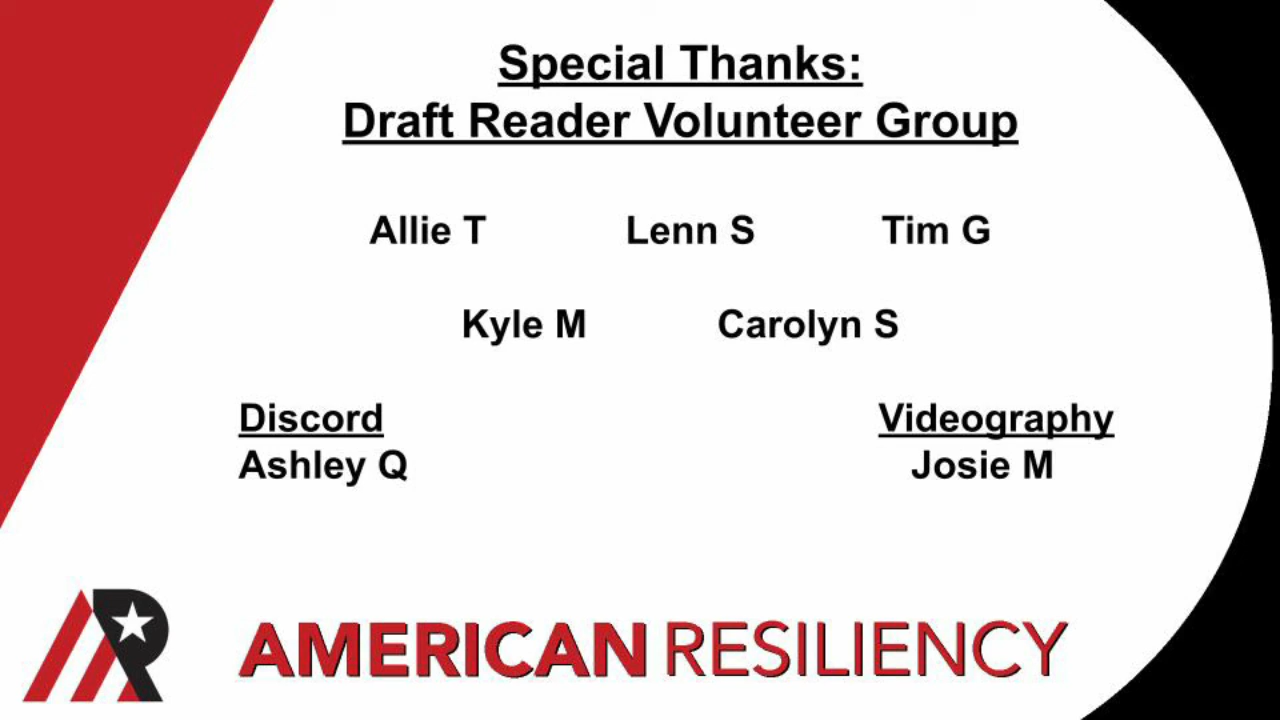 Special Thanks:
Draft Reader Volunteer Group
Allie T Lenn S Tim G
Kyle M Carolyn S
Discord Videography
Ashley Q Josie M
AMERICAN RESILIENCY